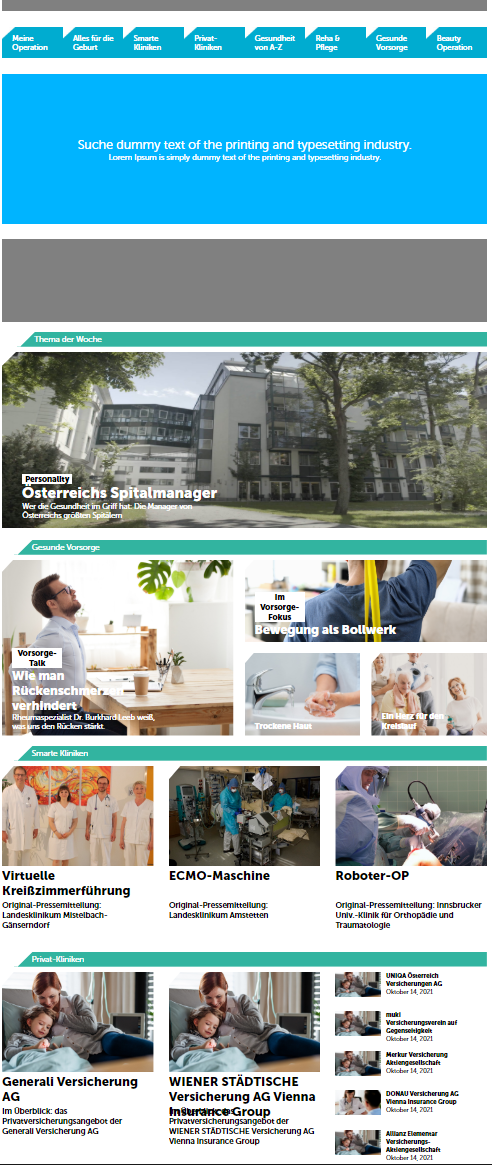 Meine
Operation
Alles für die
Geburt
Smarte
Kliniken
Privat-
Kliniken
Gesundheit
von A-Z
Reha &
Pflege
Gesunde
Vorsorge
Beauty
Operation
Suche dummy text of the printing and typesetting industry.
Lorem Ipsum is simply dummy text of the printing and typesetting industry.
Thema der Woche
Personality
Österreichs Spitalmanager
Wer die Gesundheit im Griff hat: Die Manager von
Österreichs größten Spitälern
Gesunde Vorsorge
Vorsorge-
Talk
Wie man
Rückenschmerzen
verhindert
Rheumaspezialist Dr. Burkhard Leeb weiß,
was uns den Rücken stärkt.
Im
Vorsorge-
Fokus
Bewegung als Bollwerk
Trockene Haut
Ein Herz für den
Kreislauf
Smarte Kliniken
Virtuelle
Kreißzimmerführung
Original-Pressemitteilung:
Landesklinikum Mistelbach-
Gänserndorf
ECMO-Maschine
Original-Pressemitteilung:
Landesklinikum Amstetten
Roboter-OP
Original-Pressemitteilung: Innsbrucker
Univ.-Klinik für Orthopädie und
Traumatologie
Privat-Kliniken
Generali Versicherung
AG
Im Überblick: das
Privatversicherungsangebot der
Generali Versicherung AG
WIENER STÄDTISCHE
Versicherung AG Vienna
Insurance Group
Im Überblick: das
Privatversicherungsangebot der
WIENER STÄDTISCHE Versicherung AG
Vienna Insurance Group
UNIQA Österreich
Versicherungen AG
Oktober 14, 2021
muki
Versicherungsverein auf
Gegenseitigkeit
Oktober 14, 2021
Merkur Versicherung
Aktiengesellschaft
Oktober 14, 2021
DONAU Versicherung AG
Vienna Insurance Group
Oktober 14, 2021
Allianz Elementar
Versicherungs-
Aktiengesellschaft
Oktober 14, 2021